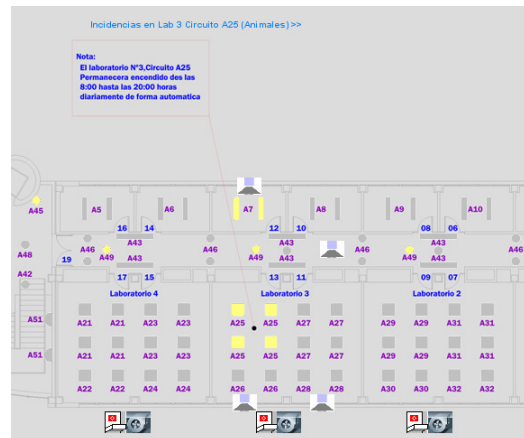 Incidencias en Lab 3 Circuito A25 (Animales) >>
Nota:
El laboratorio Nº3,Circuito A25
Permanecera encendido des las
8:00 hasta las 20:00 horas
diariamente de forma automatica
A45 A5 A6 A7 A8 A9 A10
16 14 12 10 08 06
A43 A43 A43
A48 A46 A49 A46 A49 A46 A49 A46
19 A43 A43 A43
A42 17 15 13 11 09 07
Laboratorio 4 Laboratorio 3 Laboratorio 2
A51 A21 A21 A23 A23 A25 A25 A27 A27 A29 A29 A31 A31
A51 A21 A21 A23 A23 A25 A25 A27 A27 A29 A29 A31 A31
A22 A22 A24 A24 A26 A26 A28 A28 A30 A30 A32 A32